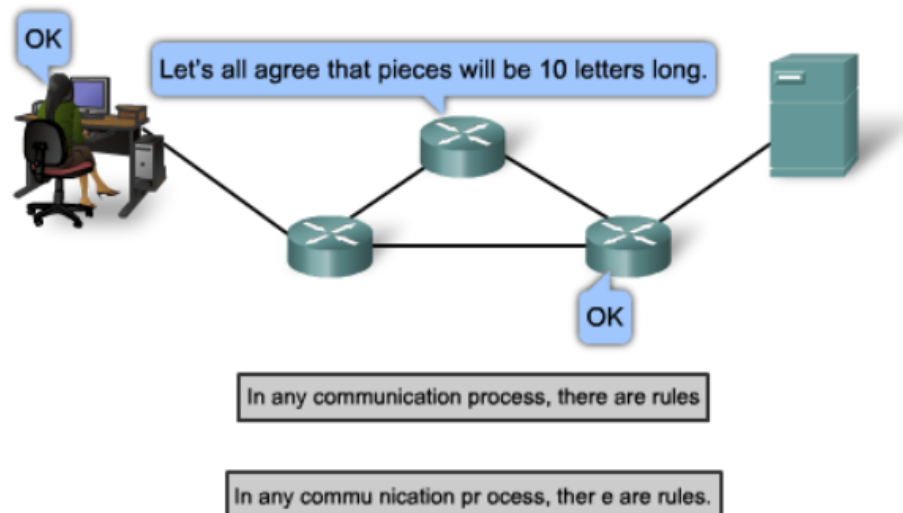 OK
Let's all agree that pieces will be 10 letters long.
OK
In any communication process, there are rules
In any commu nication pr ocess, ther e are rules.